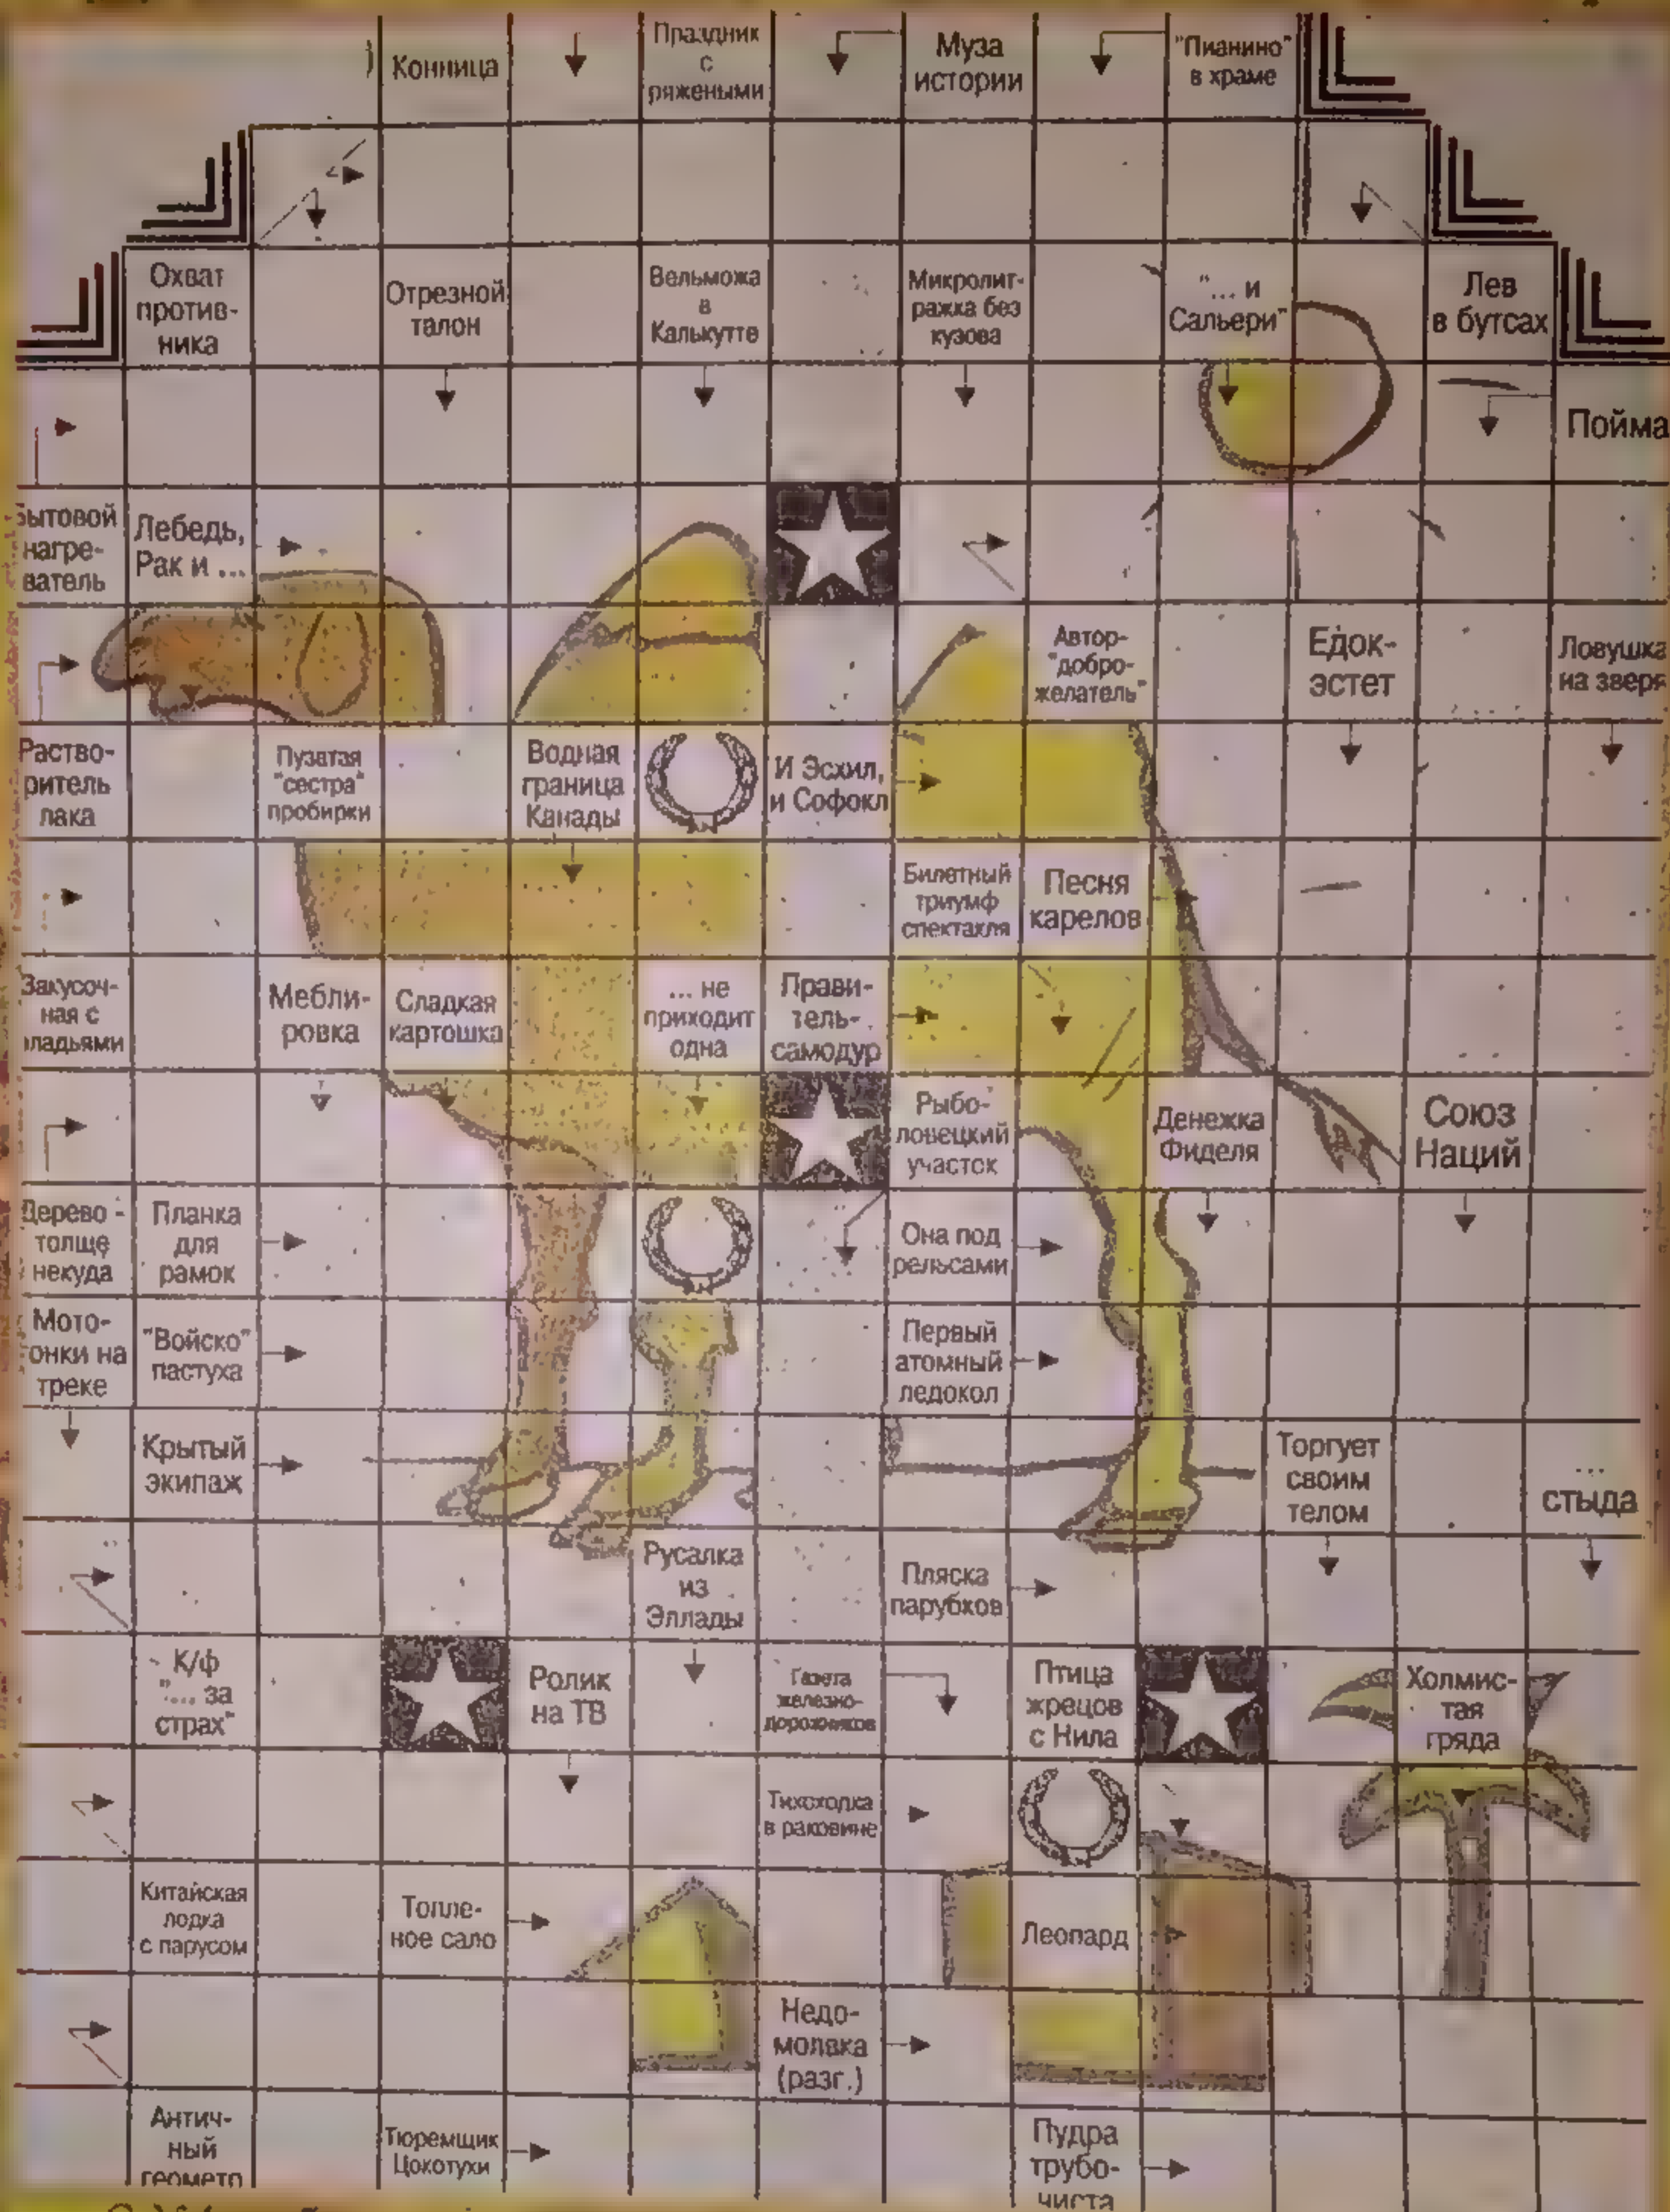 Конница
Праздник
с
ряжеными
Муза
истории
"Пианино"
в храме
Охват
против-
ника
Отрезной
талон
Вельможа
в
Калькутте
Микролит-
ражка без
кузова
"... и
Сальери"
Лев
в бутсах
Пойма
Бытовой
нагре-
ватель
Лебедь,
Рак и ...
Автор-
"добро-
желатель"
Едок-
эстет
Ловушка
на зверя
Раство-
ритель
лака
Пузатая
"сестра"
пробирки
Водная
граница
Канады
И Эсхил,
и Софокл
Билетный
триумф
спектакля
Песня
карелов
Закусоч-
ная с
ладьями
Мебли-
ровка
Сладкая
картошка
... не
приходит
одна
Прави-
тель-
самодур
Рыбо-
ловецкий
участок
Денежка
Фиделя
Союз
Наций
Дерево -
толще
некуда
Планка
для
рамок
Она под
рельсами
Мото-
онки на
треке
"Войско"
пастуха
Первый
атомный
ледокол
Крытый
экипаж
Торгует
своим
телом
...
стыда
Русалка
из
Эллады
Пляска
парубков
К/ф
"... за
страх"
Ролик
на ТВ
Газета
железно-
дорожников
Птица
жрецов
с Нила
Холмис-
тая
гряда
Тихоходка
в раковине
Китайская
лодка
с парусом
Топле-
ное сало
Леопард
Недо-
молвка
(разг.)
Антич-
ный
геометр
Тюремщик
Цокотухи
Пудра
трубо-
чиста